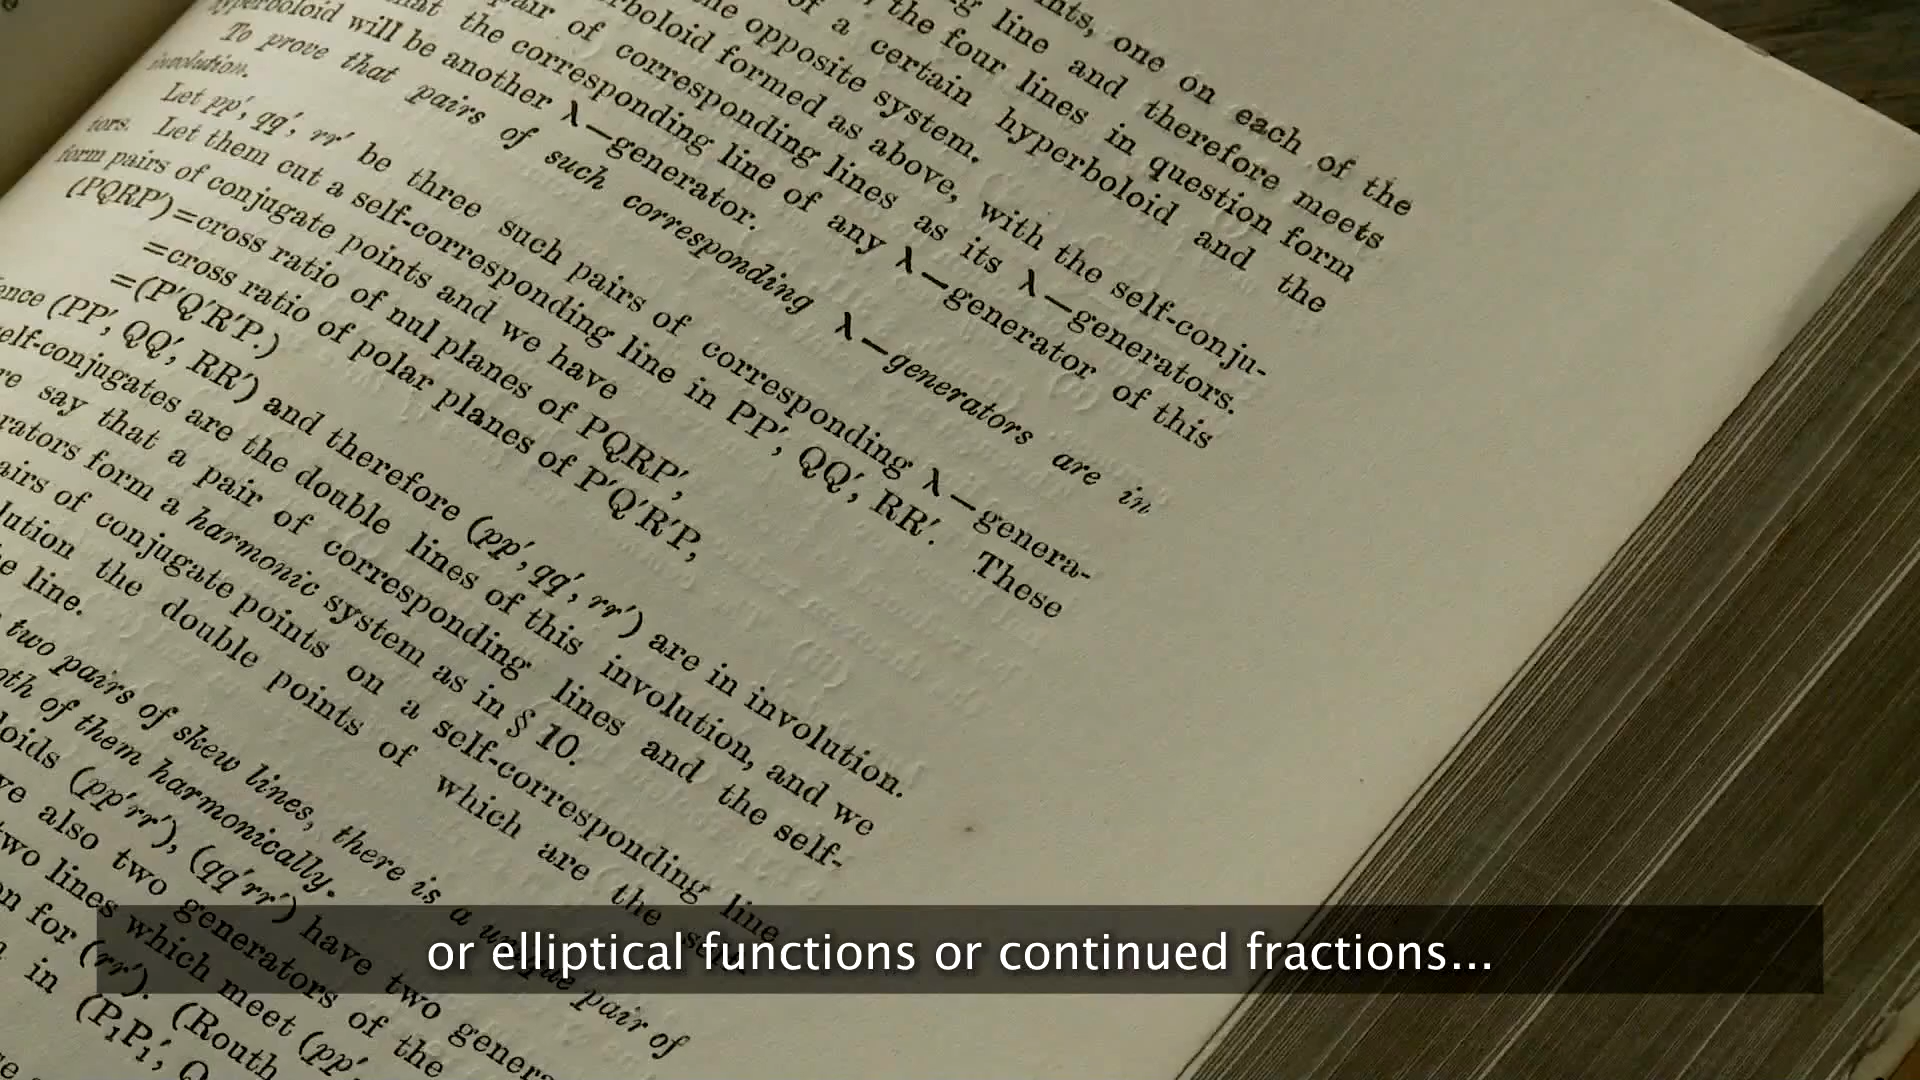 nts, one on each of the
g line and therefore meets
the four lines in question form
of a certain hyperboloid and the
the opposite system.
rboloid formed as above, with the self-conju-
pair of corresponding lines as its λ—generators.
that the corresponding line of any λ—generator of this
hyperboloid will be another λ—generator.
To prove that pairs of such corresponding λ—generators are in
involution.
Let pp′, qq′, rr′ be three such pairs of corresponding λ—genera-
tors. Let them cut a self-corresponding line in PP′, QQ′, RR′. These
form pairs of conjugate points and we have
(PQRP′)=cross ratio of nul planes of PQRP′,
=cross ratio of polar planes of P′Q′R′P,
=(P′Q′R′P.)
ence (PP′, QQ′, RR′) and therefore (pp′, qq′, rr′) are in involution.
self-conjugates are the double lines of this involution, and we
re say that a pair of corresponding lines and the self-
rators form a harmonic system as in § 10.
airs of conjugate points on a self-corresponding line
lution the double points of which are the
e line.
two pairs of skew lines, there is a unique pair of
oth of them harmonically.
loids (pp′rr′), (qq′rr′) have two genera
ve also two generators of the
two lines which meet (pp′
on for (rr′). (Routh
in (P₁P₁′, Q
or elliptical functions or continued fractions...